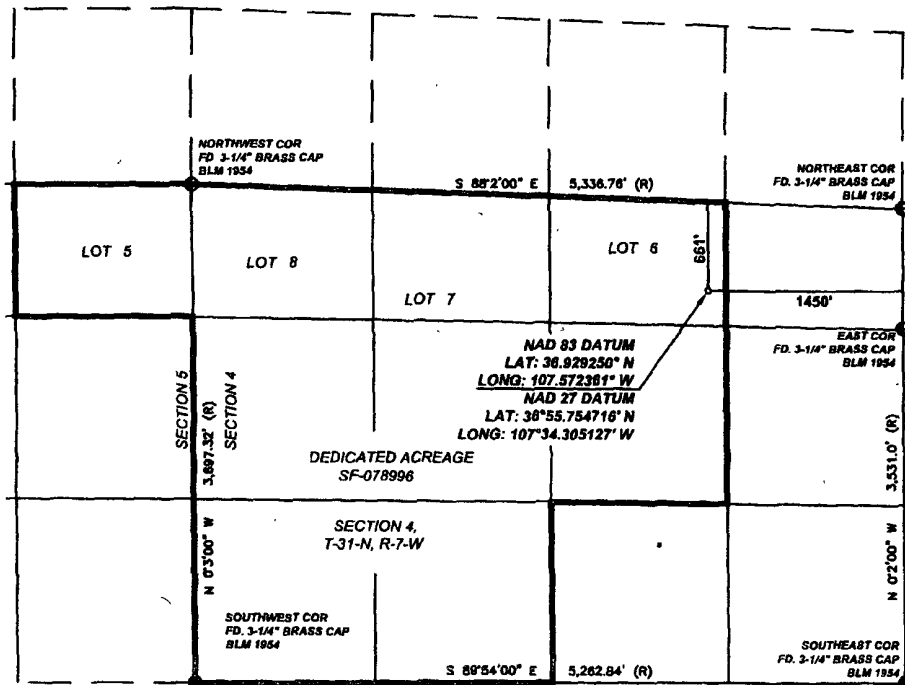 NORTHWEST COR
FD. 3-1/4" BRASS CAP
BLM 1954
S 88°2'00" E 5,336.76' (R)
NORTHEAST COR
FD. 3-1/4" BRASS CAP
BLM 1954
LOT 5
LOT 8
LOT 7
LOT 6
661'
1450'
EAST COR
FD. 3-1/4" BRASS CAP
BLM 1954
NAD 83 DATUM
LAT: 36.929250° N
LONG: 107.572361° W
NAD 27 DATUM
LAT: 36°55.754716' N
LONG: 107°34.305127' W
SECTION 5
SECTION 4
3,697.32' (R)
N 0°3'00" W
DEDICATED ACREAGE
SF-078996
SECTION 4,
T-31-N, R-7-W
3,531.0' (R)
N 0°2'00" W
SOUTHWEST COR
FD. 3-1/4" BRASS CAP
BLM 1954
S 89°54'00" E 5,262.84' (R)
SOUTHEAST COR
FD. 3-1/4" BRASS CAP
BLM 1954